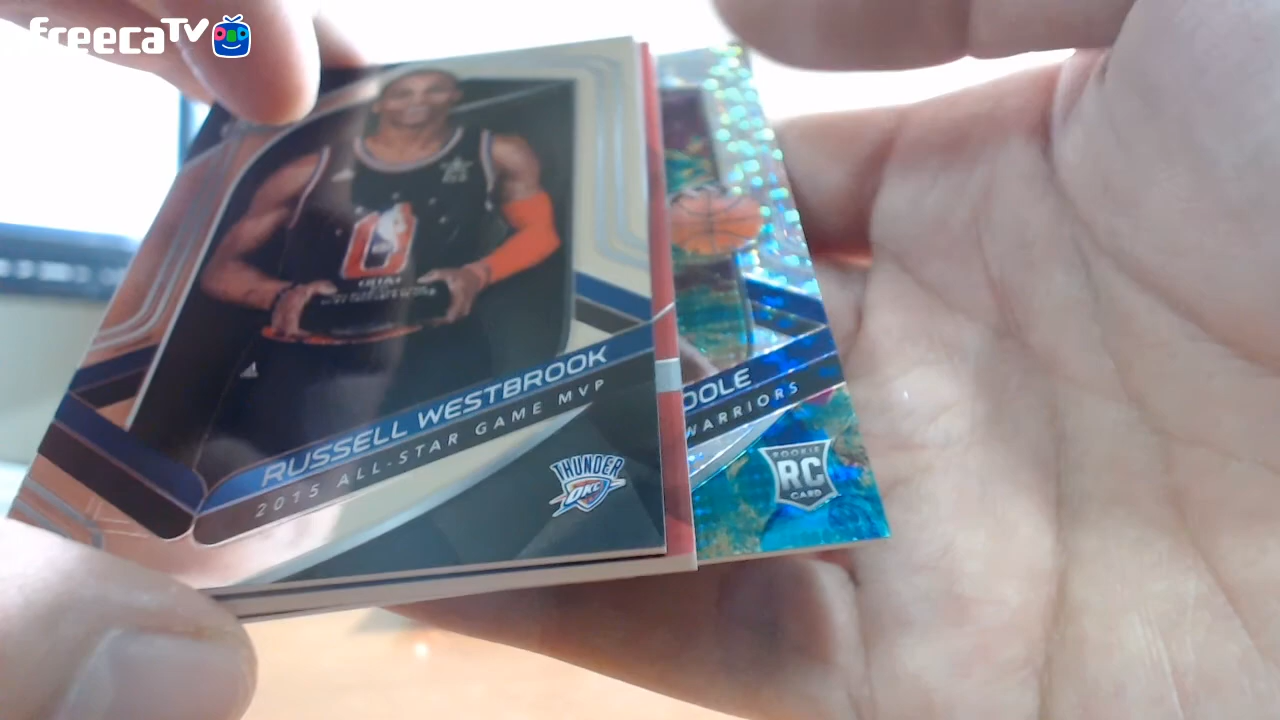 freecaTV
RUSSELL WESTBROOK
2015 ALL-STAR GAME MVP
THUNDER
OKC
OOLE
WARRIORS
ROOKIE
RC
CARD